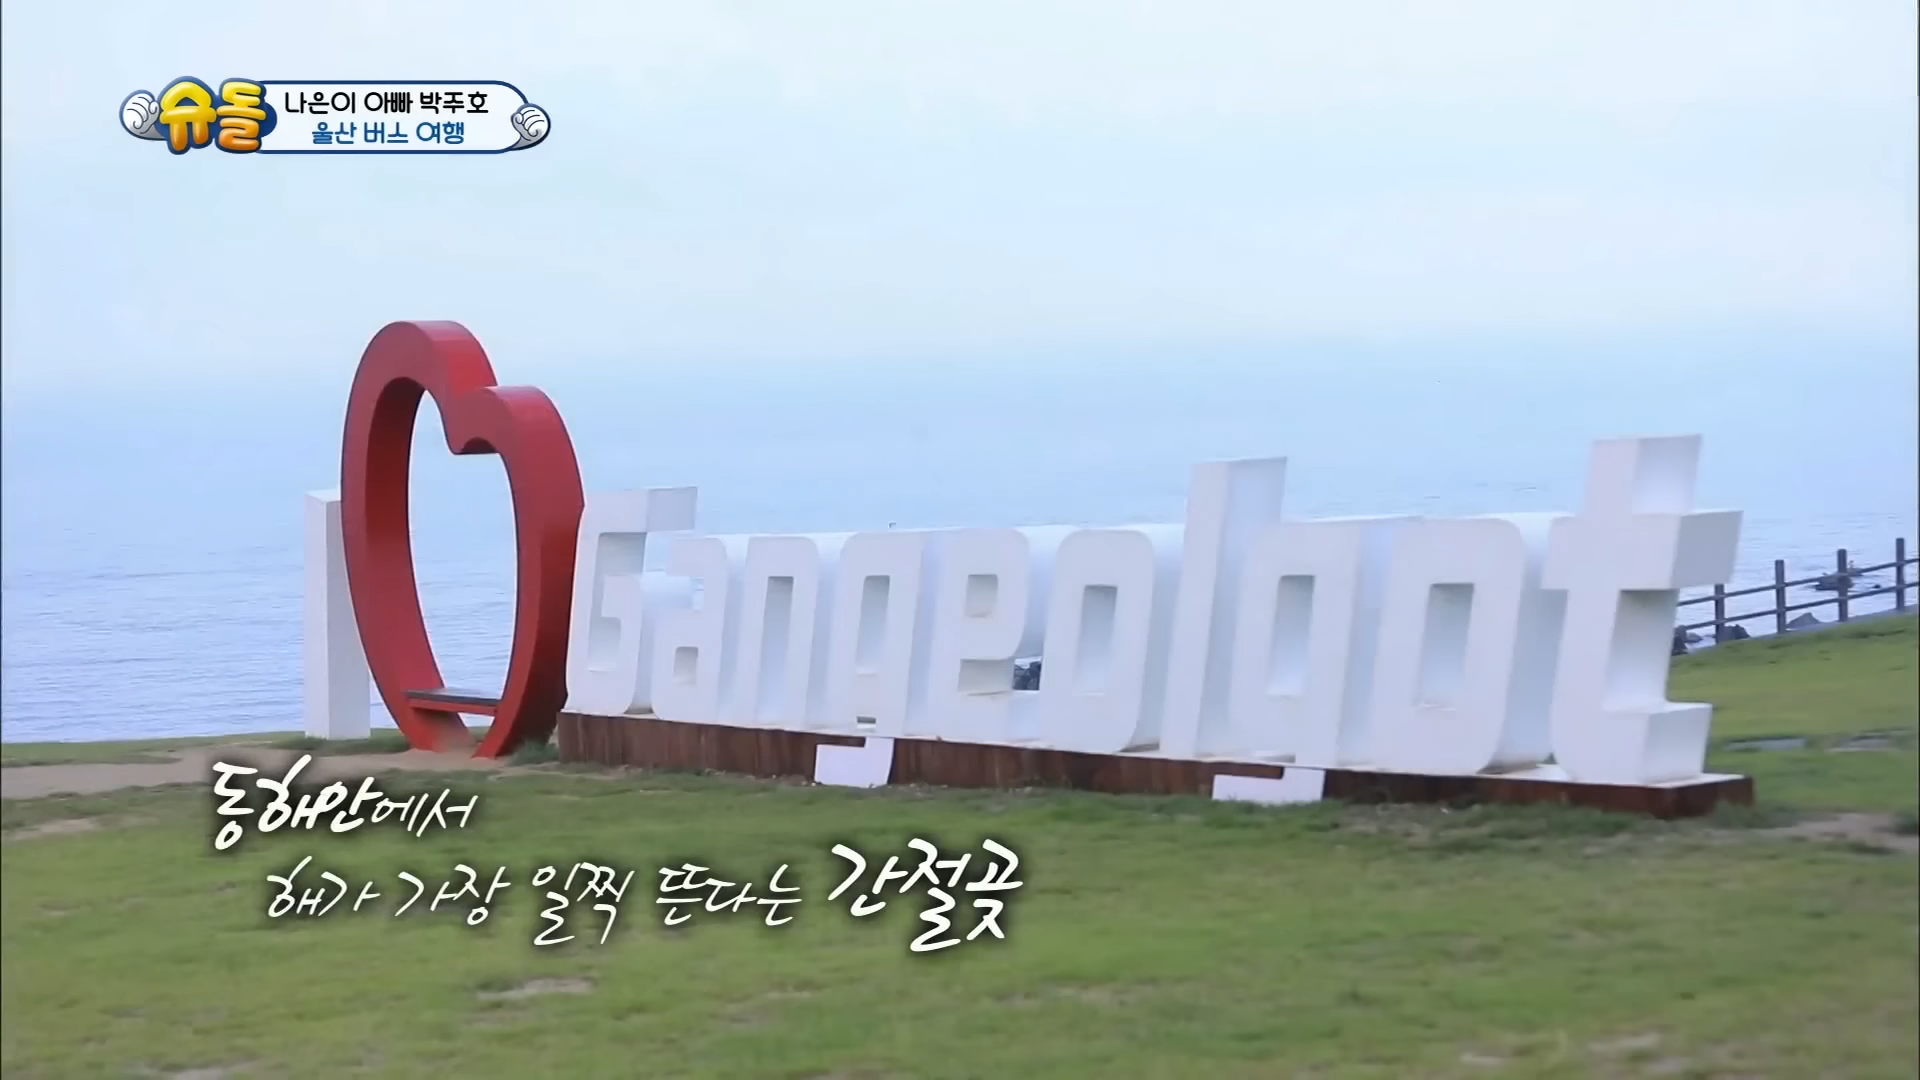 슈돌
나은이 아빠 박주호
울산 버스 여행
I Ganjeolgot
동해안에서
해가 가장 일찍 뜬다는 간절곶